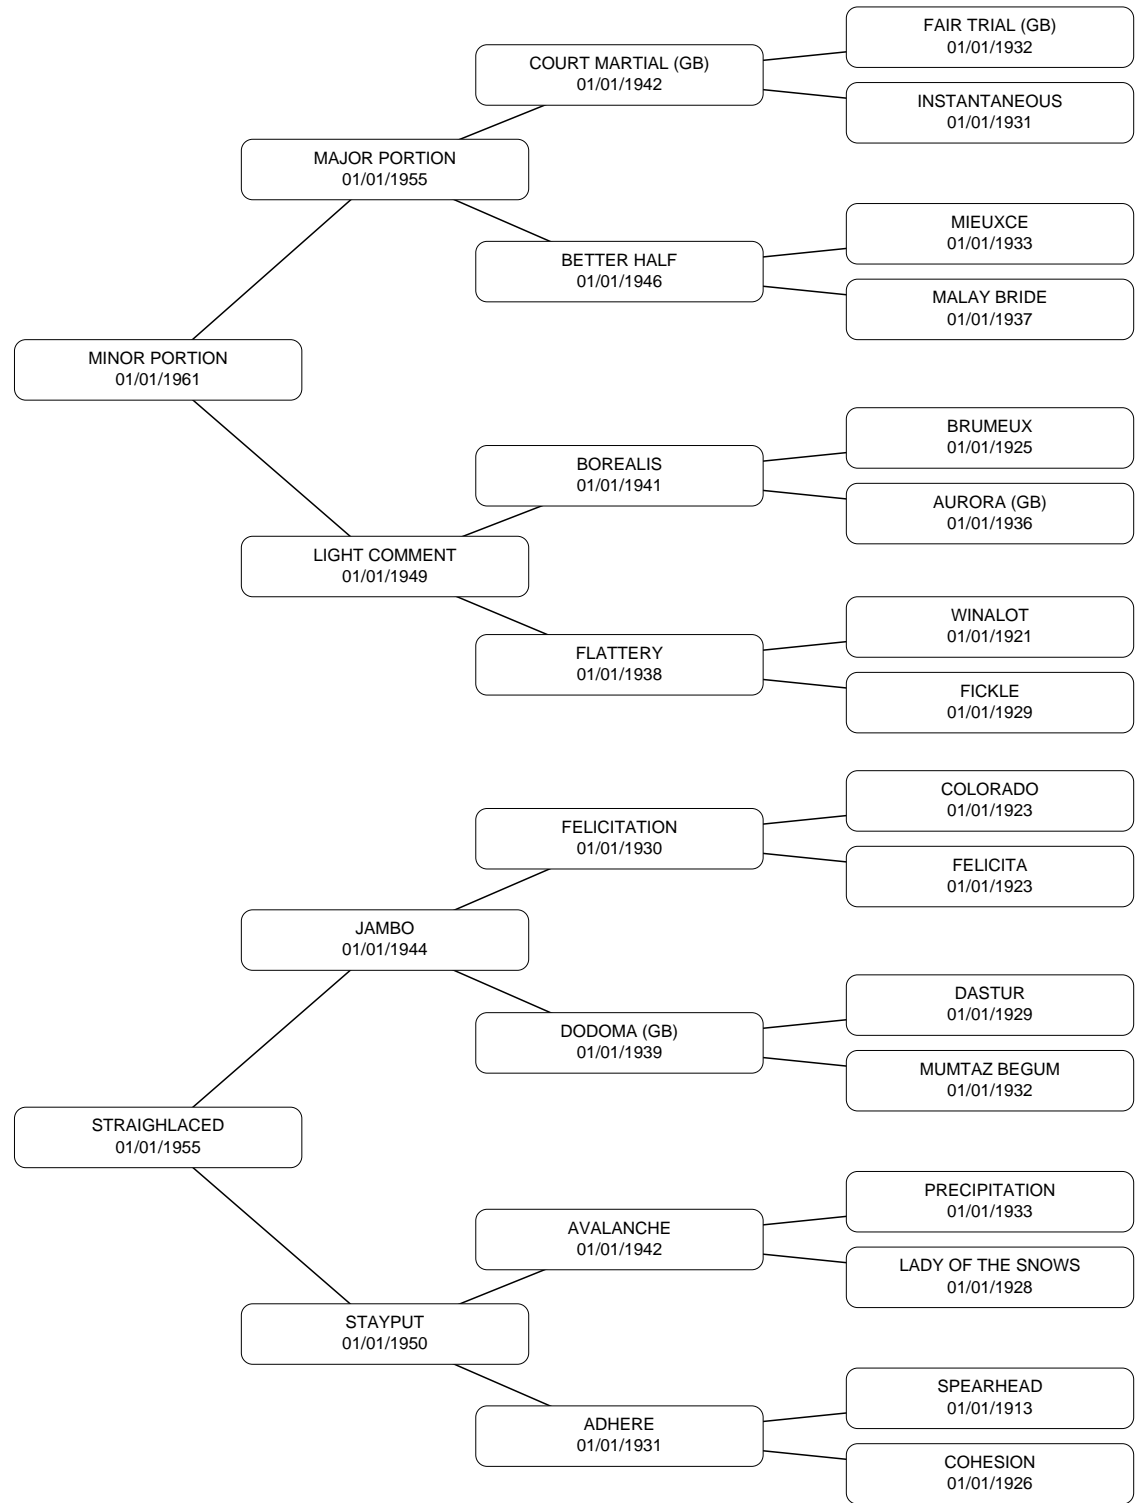 FAIR TRIAL (GB)
01/01/1932
COURT MARTIAL (GB)
01/01/1942
INSTANTANEOUS
01/01/1931
MAJOR PORTION
01/01/1955
MIEUXCE
01/01/1933
BETTER HALF
01/01/1946
MALAY BRIDE
01/01/1937
MINOR PORTION
01/01/1961
BRUMEUX
01/01/1925
BOREALIS
01/01/1941
AURORA (GB)
01/01/1936
LIGHT COMMENT
01/01/1949
WINALOT
01/01/1921
FLATTERY
01/01/1938
FICKLE
01/01/1929
COLORADO
01/01/1923
FELICITATION
01/01/1930
FELICITA
01/01/1923
JAMBO
01/01/1944
DASTUR
01/01/1929
DODOMA (GB)
01/01/1939
MUMTAZ BEGUM
01/01/1932
STRAIGHLACED
01/01/1955
PRECIPITATION
01/01/1933
AVALANCHE
01/01/1942
LADY OF THE SNOWS
01/01/1928
STAYPUT
01/01/1950
SPEARHEAD
01/01/1913
ADHERE
01/01/1931
COHESION
01/01/1926